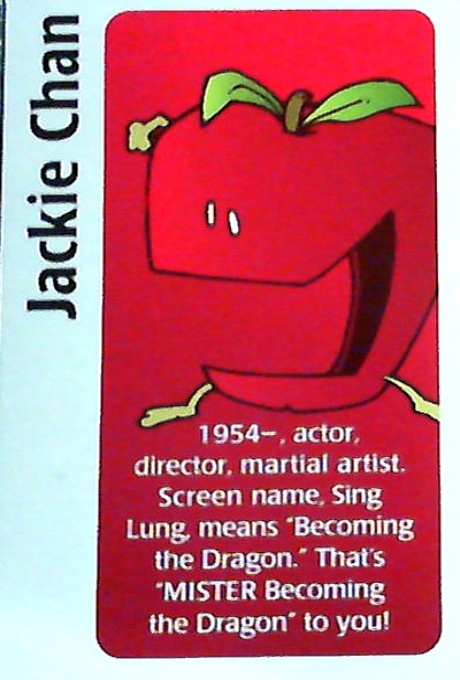 Jackie Chan
1954–, actor,
director, martial artist.
Screen name, Sing
Lung, means "Becoming
the Dragon." That's
"MISTER Becoming
the Dragon" to you!